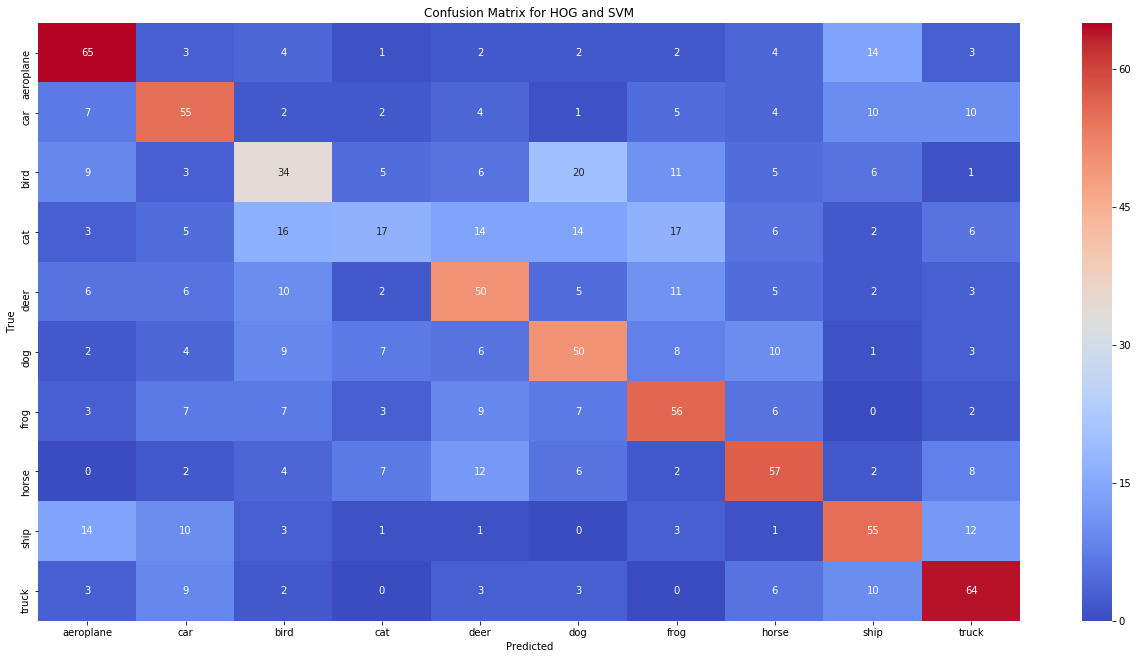 Confusion Matrix for HOG and SVM
aeroplane 65 3 4 1 2 2 2 4 14 3
car 7 55 2 2 4 1 5 4 10 10
bird 9 3 34 5 6 20 11 5 6 1
cat 3 5 16 17 14 14 17 6 2 6
deer 6 6 10 2 50 5 11 5 2 3
True
dog 2 4 9 7 6 50 8 10 1 3
frog 3 7 7 3 9 7 56 6 0 2
horse 0 2 4 7 12 6 2 57 2 8
ship 14 10 3 1 1 0 3 1 55 12
truck 3 9 2 0 3 3 0 6 10 64
aeroplane car bird cat deer dog frog horse ship truck
Predicted
60
45
30
15
0